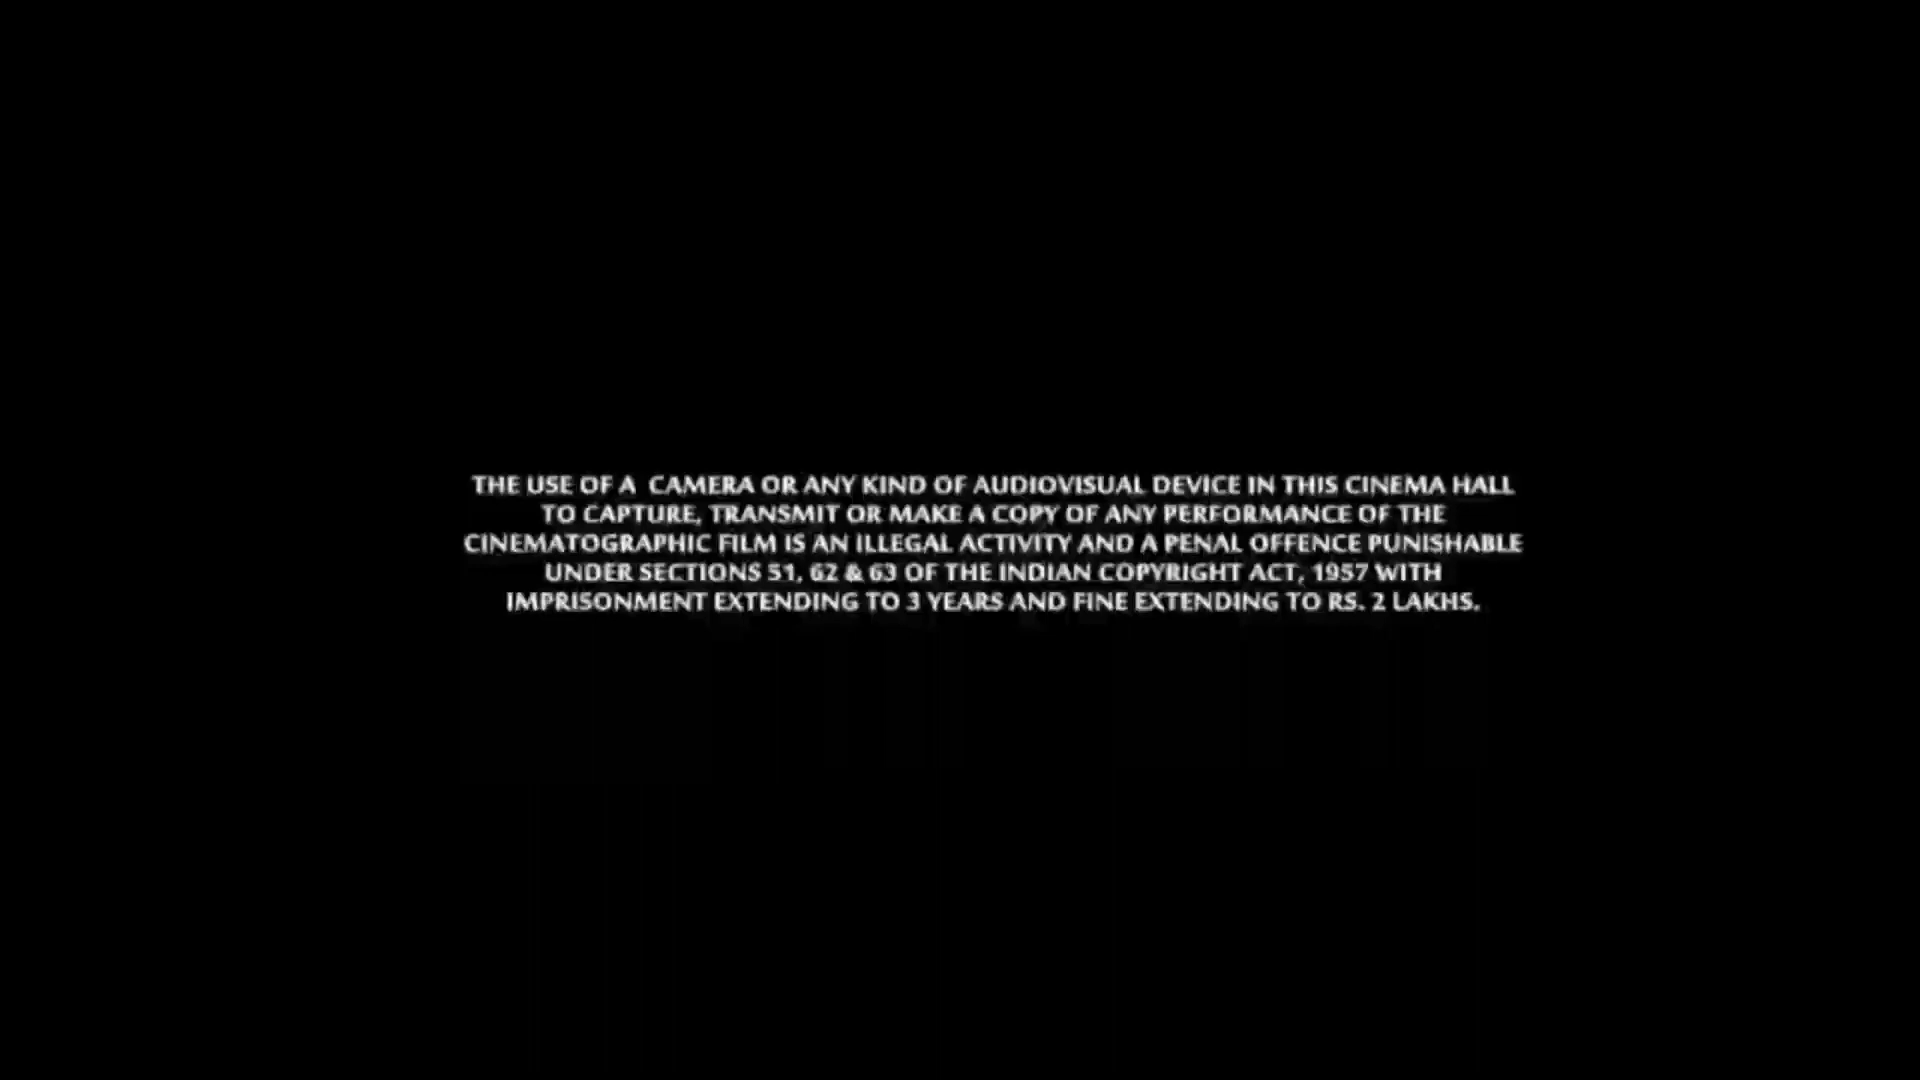 THE USE OF A CAMERA OR ANY KIND OF AUDIOVISUAL DEVICE IN THIS CINEMA HALL
TO CAPTURE, TRANSMIT OR MAKE A COPY OF ANY PERFORMANCE OF THE
CINEMATOGRAPHIC FILM IS AN ILLEGAL ACTIVITY AND A PENAL OFFENCE PUNISHABLE
UNDER SECTIONS 51, 62 & 63 OF THE INDIAN COPYRIGHT ACT, 1957 WITH
IMPRISONMENT EXTENDING TO 3 YEARS AND FINE EXTENDING TO RS. 2 LAKHS.